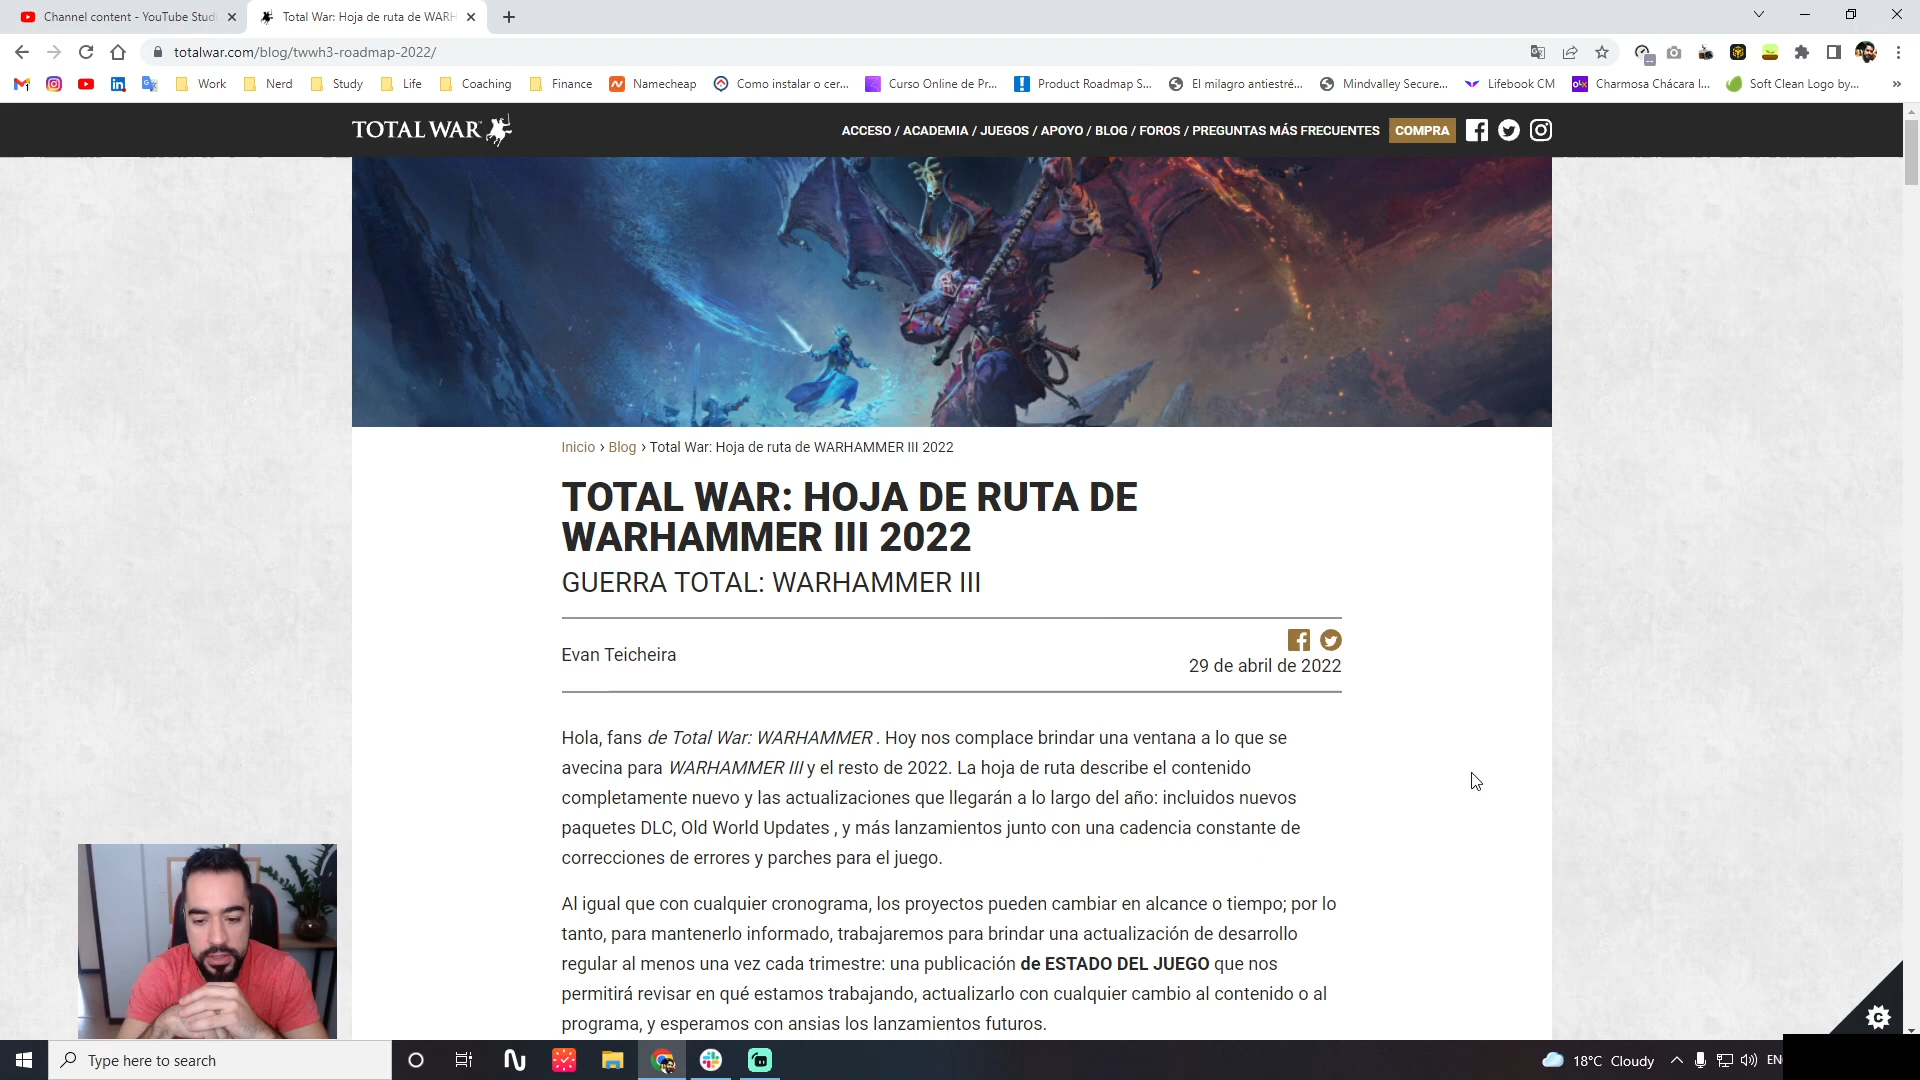 Channel content - YouTube Studi
Total War: Hoja de ruta de WARH
totalwar.com/blog/twwh3-roadmap-2022/
Work
Nerd
Study
Life
Coaching
Finance
Namecheap
Como instalar o cer...
Curso Online de Pr...
Product Roadmap S...
El milagro antiestré...
Mindvalley Secure...
Lifebook CM
Charmosa Chácara I...
Soft Clean Logo by...
TOTAL WAR
ACCESO / ACADEMIA / JUEGOS / APOYO / BLOG / FOROS / PREGUNTAS MÁS FRECUENTES COMPRA
Inicio › Blog › Total War: Hoja de ruta de WARHAMMER III 2022
TOTAL WAR: HOJA DE RUTA DE
WARHAMMER III 2022
GUERRA TOTAL: WARHAMMER III
Evan Teicheira
29 de abril de 2022
Hola, fans de Total War: WARHAMMER . Hoy nos complace brindar una ventana a lo que se
avecina para WARHAMMER III y el resto de 2022. La hoja de ruta describe el contenido
completamente nuevo y las actualizaciones que llegarán a lo largo del año: incluidos nuevos
paquetes DLC, Old World Updates , y más lanzamientos junto con una cadencia constante de
correcciones de errores y parches para el juego.
Al igual que con cualquier cronograma, los proyectos pueden cambiar en alcance o tiempo; por lo
tanto, para mantenerlo informado, trabajaremos para brindar una actualización de desarrollo
regular al menos una vez cada trimestre: una publicación de ESTADO DEL JUEGO que nos
permitirá revisar en qué estamos trabajando, actualizarlo con cualquier cambio al contenido o al
programa, y esperamos con ansias los lanzamientos futuros.
Type here to search
18°C Cloudy
EN